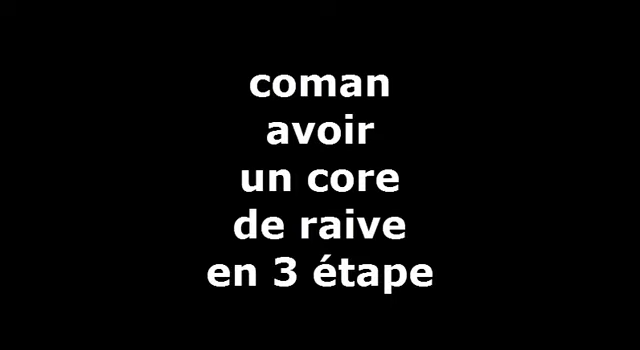 coman
avoir
un core
de raive
en 3 étape